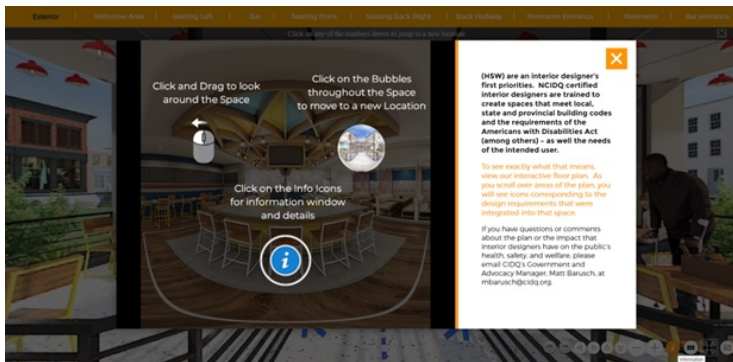 Exterior | Welcome Area | Seating Left | Bar | Seating Front | Seating Back Right | Back Hallway | Restroom Entrance | Restroom | Bar entrance
Click on any of the numbers above to jump to a new location
Click and Drag to look
around the Space
Click on the Bubbles
throughout the Space
to move to a new Location
Click on the Info Icons
for information window
and details
i
(HSW) are an interior designer's
first priorities. NCIDQ certified
interior designers are trained to
create spaces that meet local,
state and provincial building codes
and the requirements of the
Americans with Disabilities Act
(among others) – as well the needs
of the intended user.
To see exactly what that means,
view our interactive floor plan. As
you scroll over areas of the plan, you
will see icons corresponding to the
design requirements that were
integrated into that space.
If you have questions or comments
about the plan or the impact that
interior designers have on the public's
health, safety, and welfare, please
email CIDQ's Government and
Advocacy Manager, Matt Barusch, at
mbarusch@cidq.org.
Information